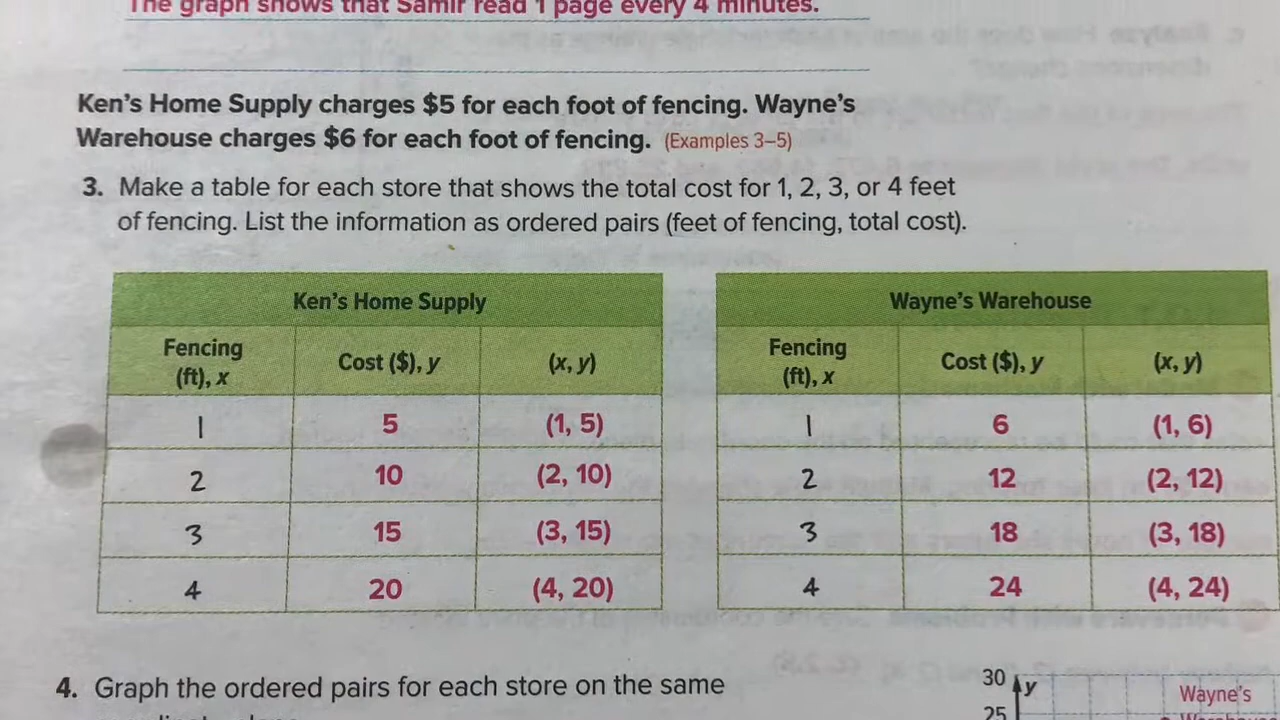 The graph shows that Samir read 1 page every 4 minutes.
Ken's Home Supply charges $5 for each foot of fencing. Wayne's
Warehouse charges $6 for each foot of fencing. (Examples 3–5)
3. Make a table for each store that shows the total cost for 1, 2, 3, or 4 feet
of fencing. List the information as ordered pairs (feet of fencing, total cost).
Ken's Home Supply
Fencing (ft), x Cost ($), y (x, y)
1 5 (1, 5)
2 10 (2, 10)
3 15 (3, 15)
4 20 (4, 20)
Wayne's Warehouse
Fencing (ft), x Cost ($), y (x, y)
1 6 (1, 6)
2 12 (2, 12)
3 18 (3, 18)
4 24 (4, 24)
4. Graph the ordered pairs for each store on the same
30 y
Wayne's
25